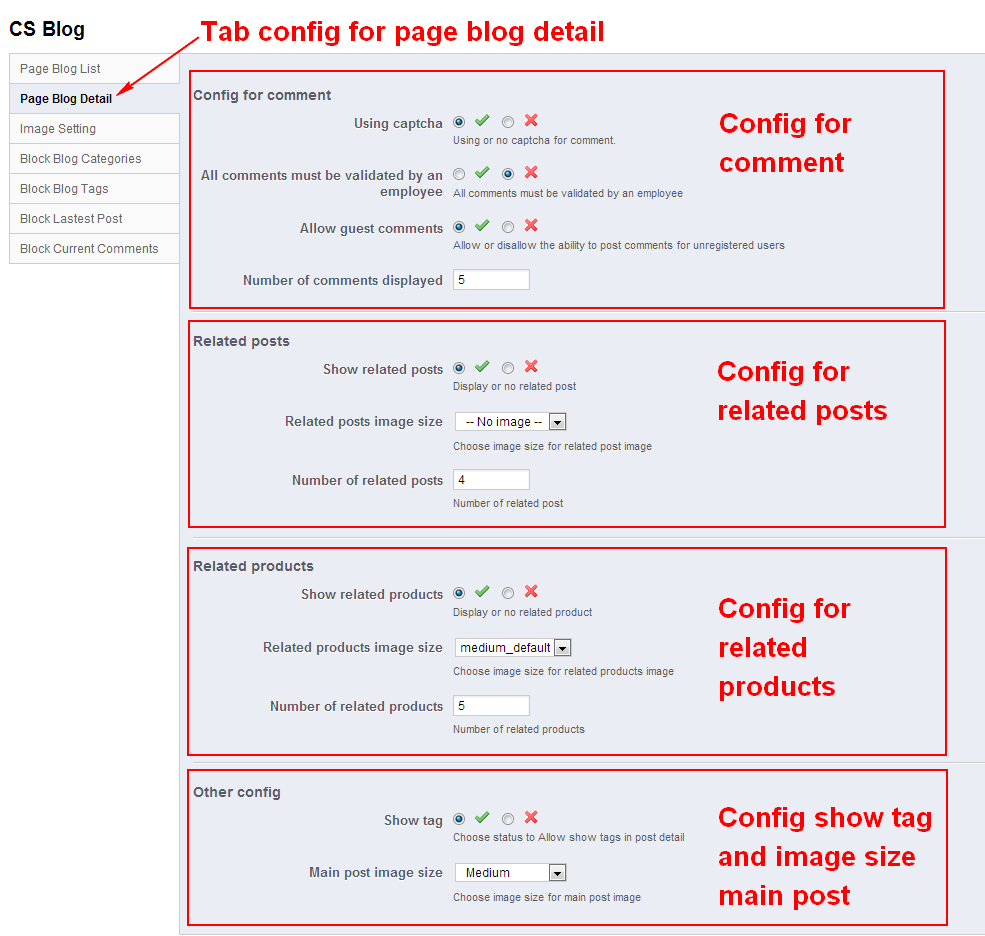 CS Blog
Tab config for page blog detail
Page Blog List
Page Blog Detail
Image Setting
Block Blog Categories
Block Blog Tags
Block Lastest Post
Block Current Comments
Config for comment
Using captcha
Using or no captcha for comment.
All comments must be validated by an
employee
All comments must be validated by an employee
Allow guest comments
Allow or disallow the ability to post comments for unregistered users
Number of comments displayed 5
Config for
comment
Related posts
Show related posts
Display or no related post
Related posts image size -- No image --
Choose image size for related post image
Number of related posts 4
Number of related post
Config for
related posts
Related products
Show related products
Display or no related product
Related products image size medium_default
Choose image size for related products image
Number of related products 5
Number of related products
Config for
related
products
Other config
Show tag
Choose status to Allow show tags in post detail
Main post image size Medium
Choose image size for main post image
Config show tag
and image size
main post